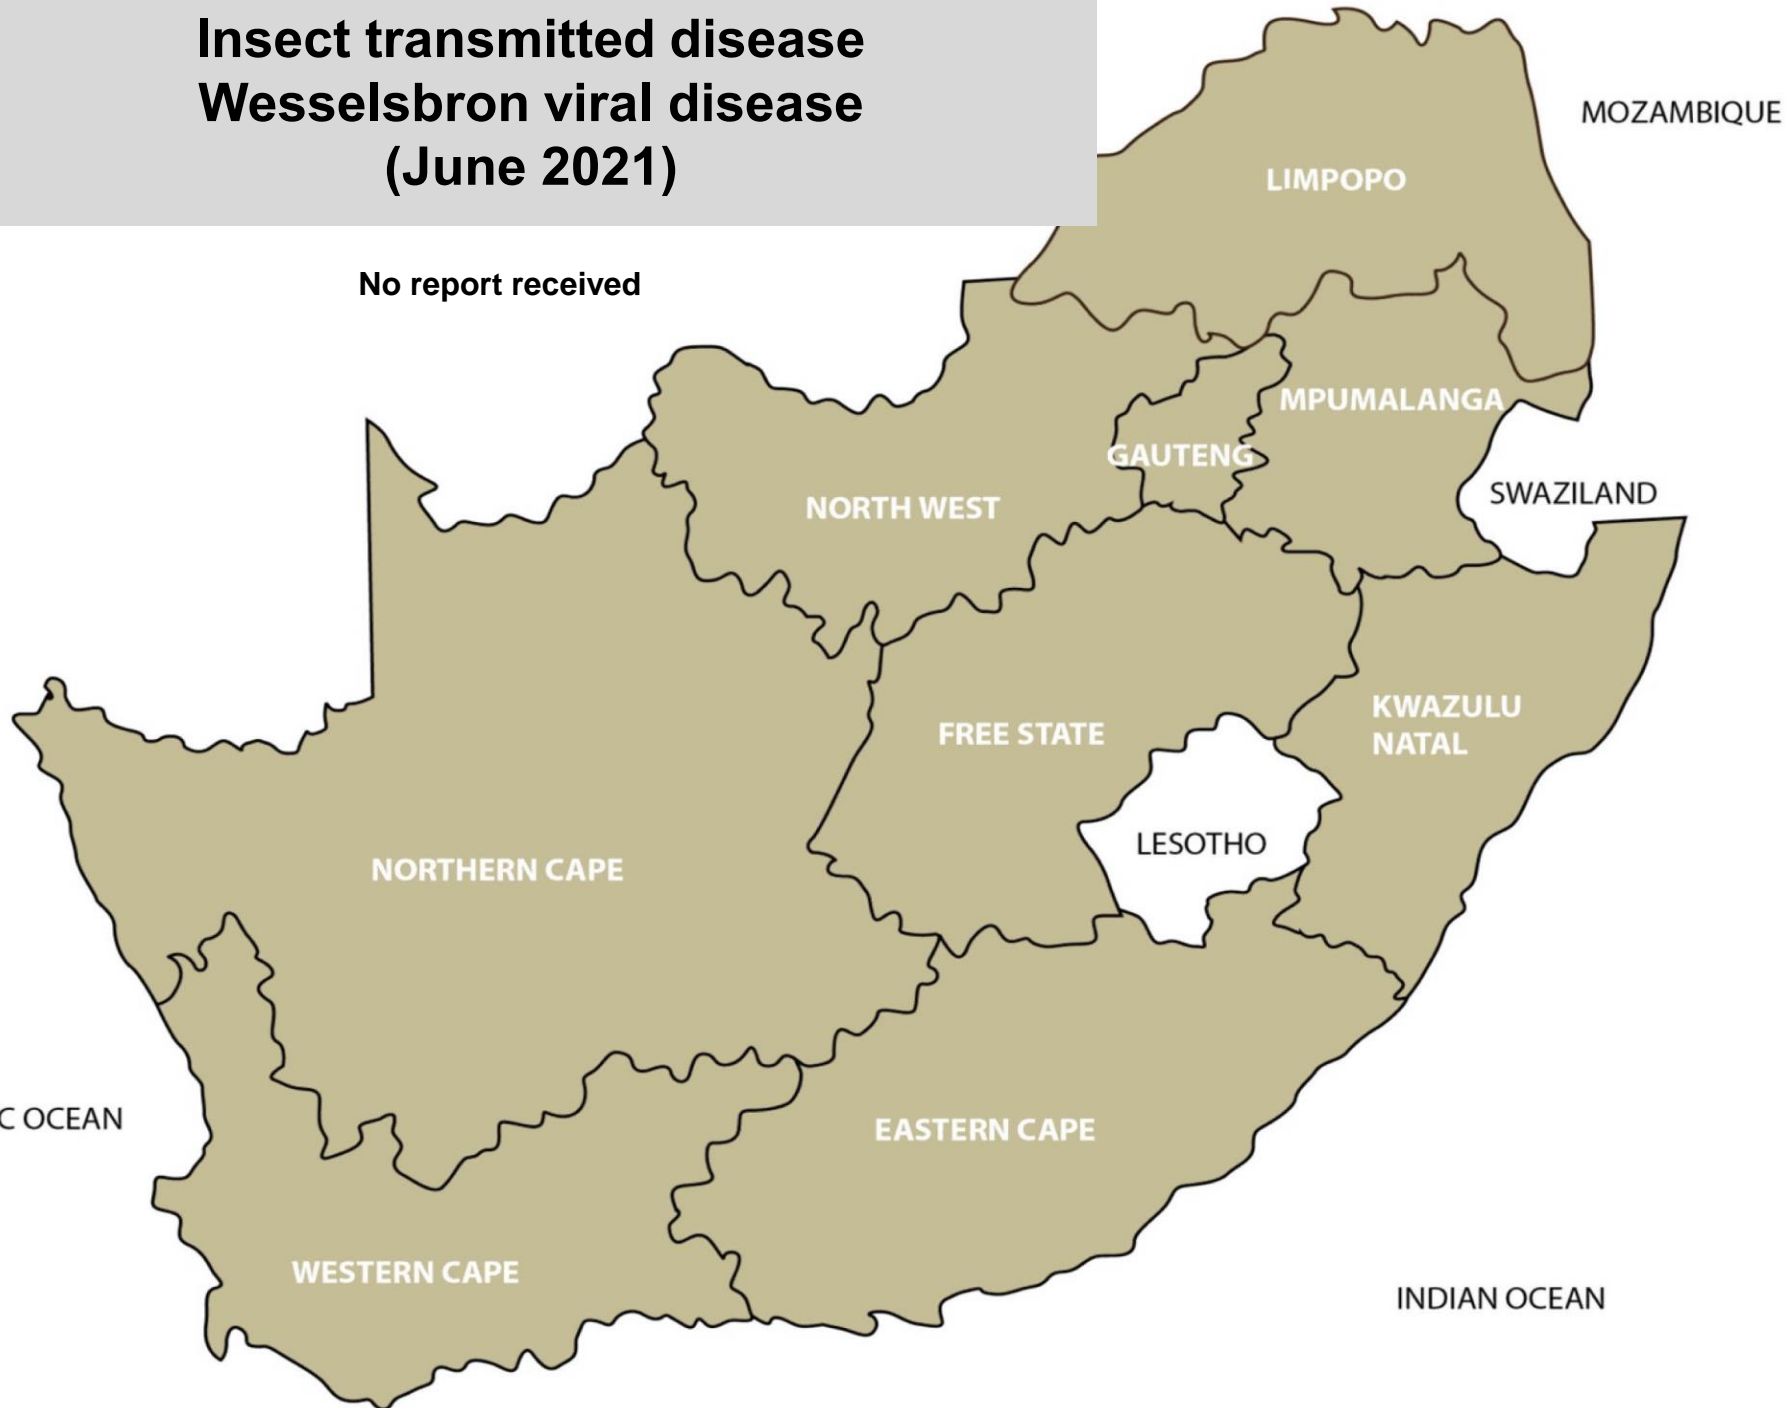 Insect transmitted disease
Wesselsbron viral disease
(June 2021)
MOZAMBIQUE
LIMPOPO
No report received
MPUMALANGA
GAUTENG
SWAZILAND
NORTH WEST
KWAZULU
NATAL
FREE STATE
LESOTHO
NORTHERN CAPE
C OCEAN
EASTERN CAPE
WESTERN CAPE
INDIAN OCEAN